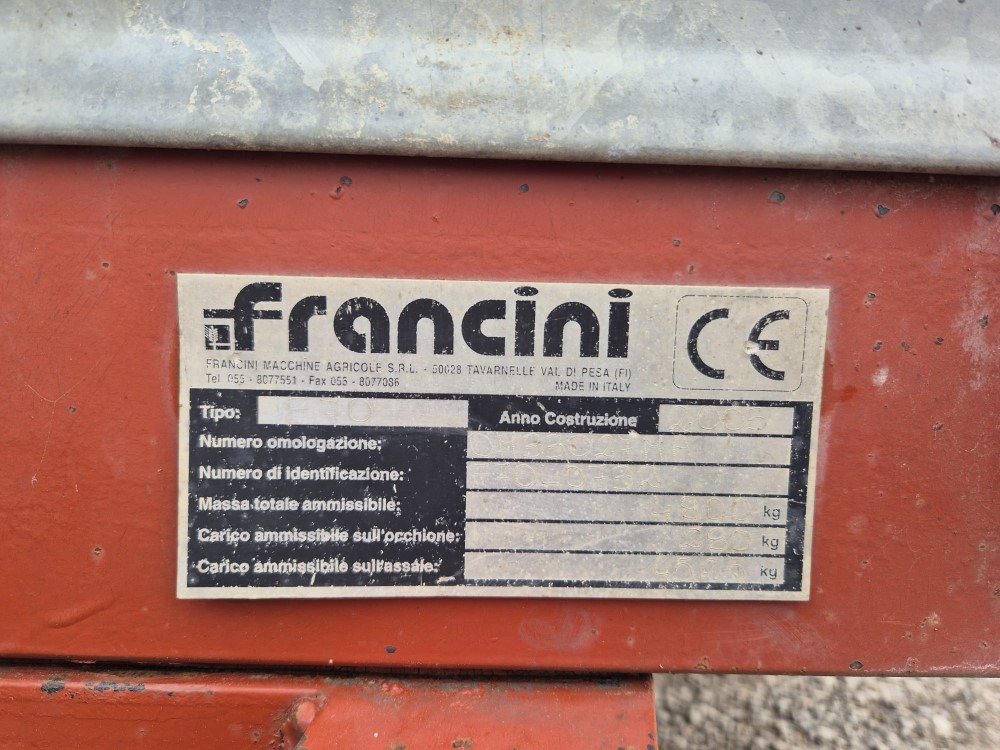 francini
CE
FRANCINI MACCHINE AGRICOLE S.R.L. - 50028 TAVARNELLE VAL DI PESA (FI)
Tel 055 - 8077551 - Fax 055 - 8077086
MADE IN ITALY
Tipo:
Anno Costruzione
Numero omologazione:
Numero di identificazione:
Massa totale ammissibile: kg
Carico ammissibile sull'occhione: kg
Carico ammissibile sull'assale: kg